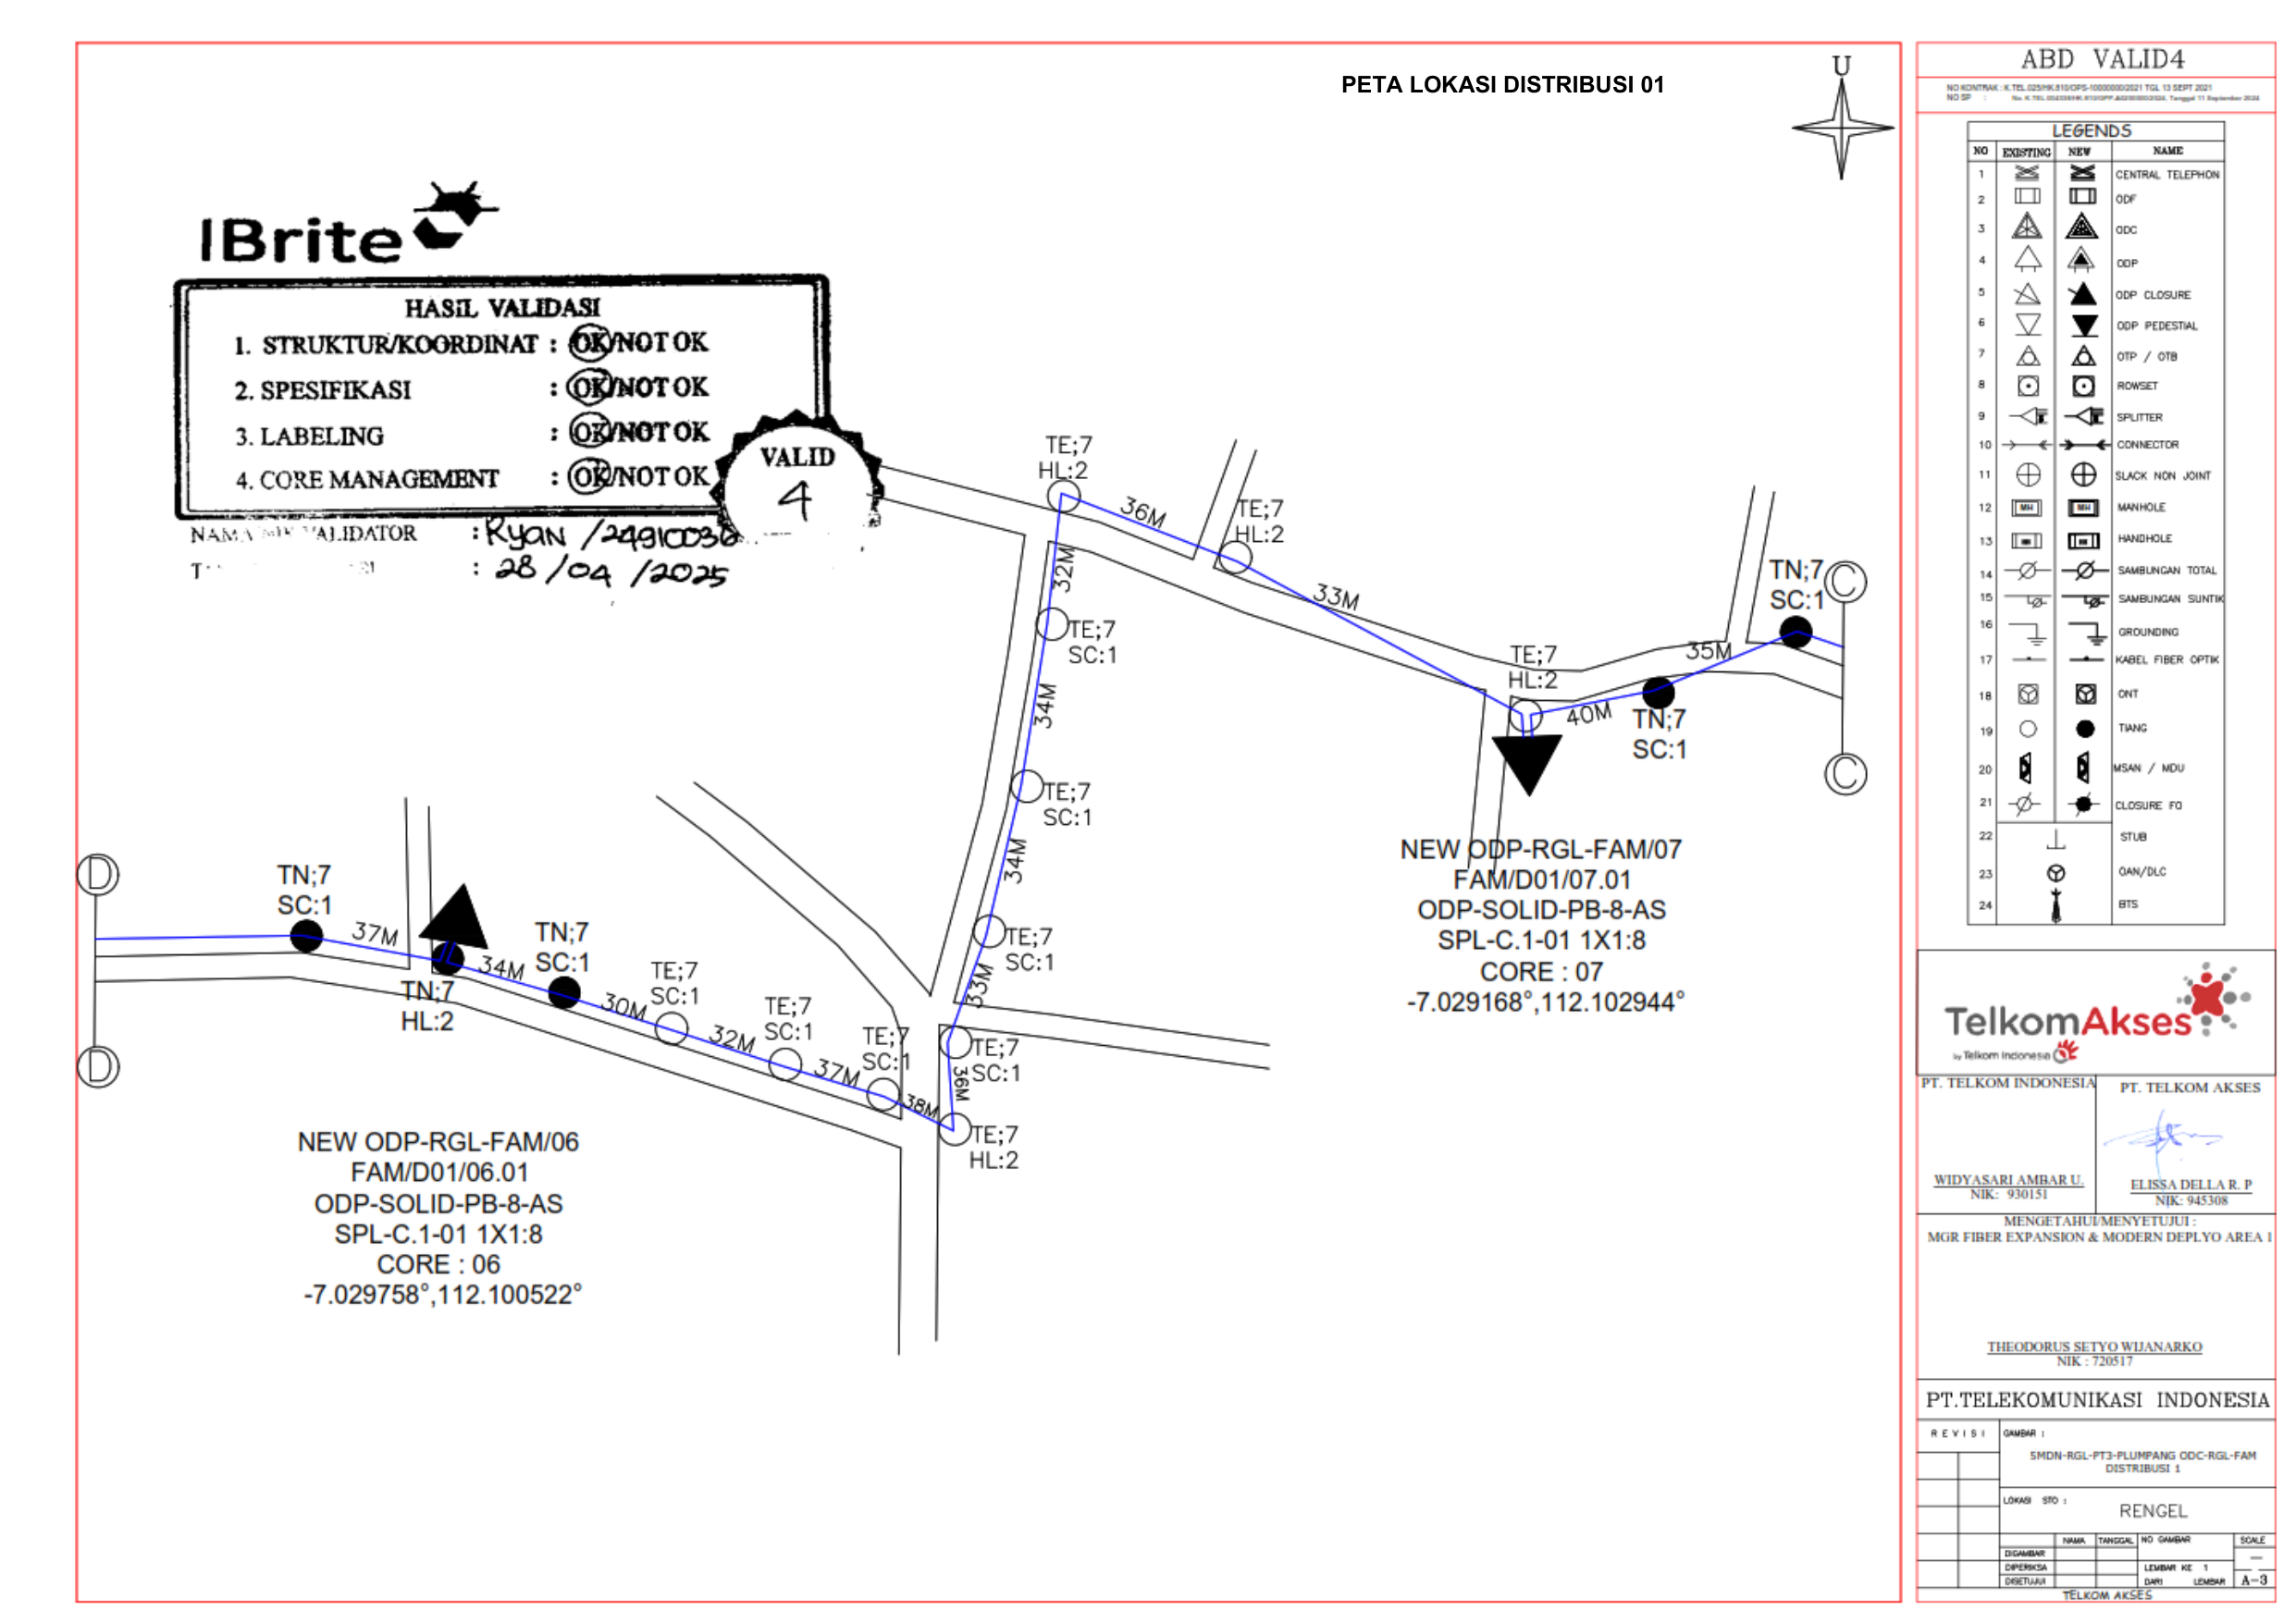 PETA LOKASI DISTRIBUSI 01
U
IBrite
HASIL VALIDASI
1. STRUKTUR/KOORDINAT : OK/NOT OK
2. SPESIFIKASI : OK/NOT OK
3. LABELING : OK/NOT OK
4. CORE MANAGEMENT : OK/NOT OK
VALID
4
NAMA VALIDATOR : Ryan /
: 28/04/2025
TE;7
HL:2
36M
TE;7
HL:2
32M
33M
TE;7
SC:1
TN;7
SC:1
C
TE;7
HL:2
35M
40M
TN;7
SC:1
C
34M
TE;7
SC:1
34M
TE;7
SC:1
33M
TE;7
SC:1
36M
TE;7
HL:2
D
TN;7
SC:1
37M
TN;7
HL:2
34M
TN;7
SC:1
30M
TE;7
SC:1
32M
TE;7
SC:1
37M
TE;7
SC:1
38M
D
NEW ODP-RGL-FAM/07
FAM/D01/07.01
ODP-SOLID-PB-8-AS
SPL-C.1-01 1X1:8
CORE : 07
-7.029168°,112.102944°
NEW ODP-RGL-FAM/06
FAM/D01/06.01
ODP-SOLID-PB-8-AS
SPL-C.1-01 1X1:8
CORE : 06
-7.029758°,112.100522°
ABD VALID4
NO KONTRAK : K.TEL.025/HK.810/OPS-10000000/2021 TGL 13 SEPT 2021
NO SP : Tanggal 11 September 2024
LEGENDS
NO EXISTING NEW NAME
1 CENTRAL TELEPHON
2 ODF
3 ODC
4 ODP
5 ODP CLOSURE
6 ODP PEDESTIAL
7 OTP / OTB
8 ROWSET
9 SPLITTER
10 CONNECTOR
11 SLACK NON JOINT
12 MH MH MANHOLE
13 HANDHOLE
14 SAMBUNGAN TOTAL
15 SAMBUNGAN SUNTIK
16 GROUNDING
17 KABEL FIBER OPTIK
18 ONT
19 TIANG
20 MSAN / MDU
21 CLOSURE FO
22 STUB
23 OAN/DLC
24 BTS
TelkomAkses
by Telkom Indonesia
PT. TELKOM INDONESIA
PT. TELKOM AKSES
WIDYASARI AMBAR U.
NIK: 930151
ELISSA DELLA R. P
NIK: 945308
MENGETAHUI/MENYETUJUI :
MGR FIBER EXPANSION & MODERN DEPLYO AREA 1
THEODORUS SETYO WIJANARKO
NIK : 720517
PT.TELEKOMUNIKASI INDONESIA
REVISI
GAMBAR :
5MDN-RGL-PT3-PLUMPANG ODC-RGL-FAM
DISTRIBUSI 1
LOKASI STO :
RENGEL
NAMA TANGGAL NO GAMBAR SCALE
DIGAMBAR
DIPERIKSA LEMBAR KE 1
DISETUJUI DARI LEMBAR A-3
TELKOM AKSES